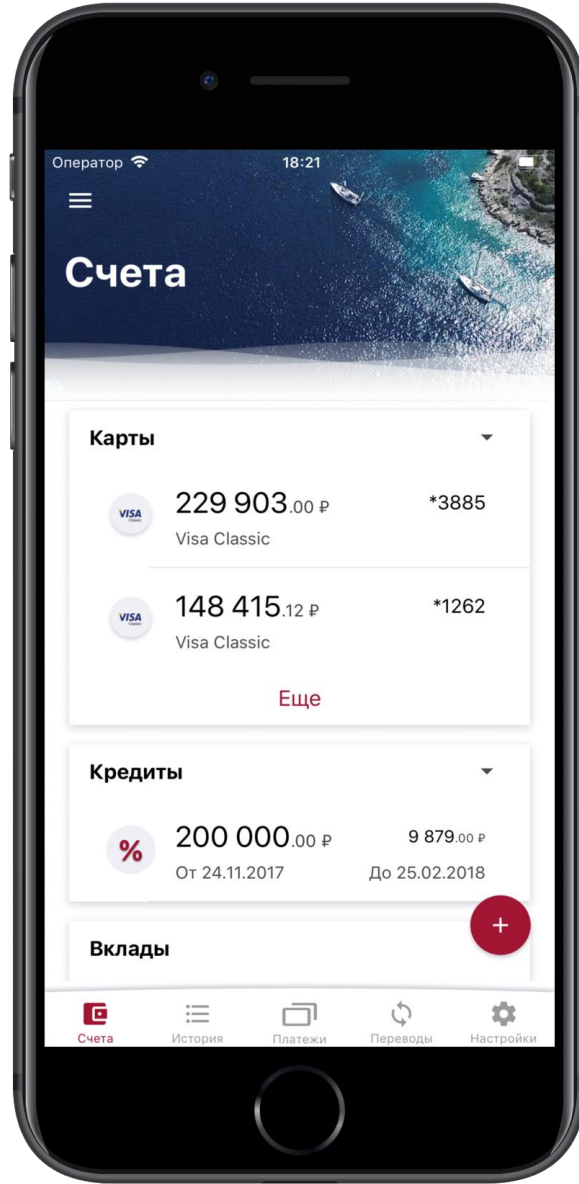 Оператор 18:21
Счета
Карты
VISA 229 903.00 ₽ *3885
Visa Classic
VISA 148 415.12 ₽ *1262
Visa Classic
Еще
Кредиты
% 200 000.00 ₽ 9 879.00 ₽
От 24.11.2017 До 25.02.2018
+
Вклады
Счета История Платежи Переводы Настройки